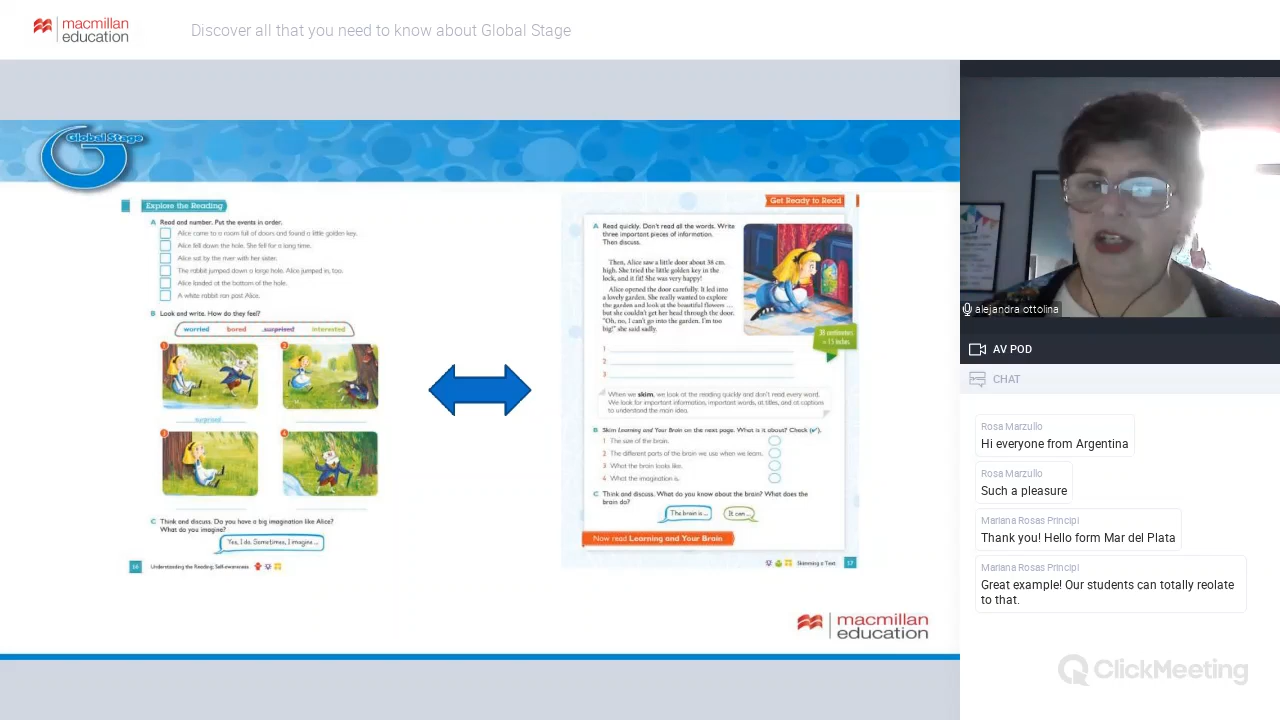 macmillan
education
Discover all that you need to know about Global Stage
Global Stage
Explore the Reading
A Read and number. Put the events in order.
Alice came to a room full of doors and found a little golden key.
Alice fell down the hole. She fell for a long time.
Alice sat by the river with her sister.
The rabbit jumped down a large hole. Alice jumped in, too.
Alice landed at the bottom of the hole.
A white rabbit ran past Alice.
B Look and write. How do they feel?
worried bored surprised interested
1
2
surprised
3
4
C Think and discuss. Do you have a big imagination like Alice?
What do you imagine?
Yes, I do. Sometimes, I imagine ...
16 Understanding the Reading; Self-awareness
Get Ready to Read
A Read quickly. Don't read all the words. Write
three important pieces of information.
Then discuss.
Then, Alice saw a little door about 38 cm.
high. She tried the little golden key in the
lock, and it fit! She was very happy!
Alice opened the door carefully. It led into
a lovely garden. She really wanted to explore
the garden and look at the beautiful flowers ...
but she couldn't get her head through the door.
"Oh, no, I can't go into the garden. I'm too
big!" she said sadly.
38 centimeters
= 15 inches
1
2
3
When we skim, we look at the reading quickly and don't read every word.
We look for important information, important words, at titles, and at captions
to understand the main idea.
B Skim Learning and Your Brain on the next page. What is it about? Check (✔).
1 The size of the brain.
2 The different parts of the brain we use when we learn.
3 What the brain looks like.
4 What the imagination is.
C Think and discuss. What do you know about the brain? What does the
brain do?
The brain is ... It can ...
Now read Learning and Your Brain
Skimming a Text 17
macmillan
education
alejandra ottolina
AV POD
CHAT
Rosa Marzullo
Hi everyone from Argentina
Rosa Marzullo
Such a pleasure
Mariana Rosas Principi
Thank you! Hello form Mar del Plata
Mariana Rosas Principi
Great example! Our students can totally reolate
to that.
ClickMeeting